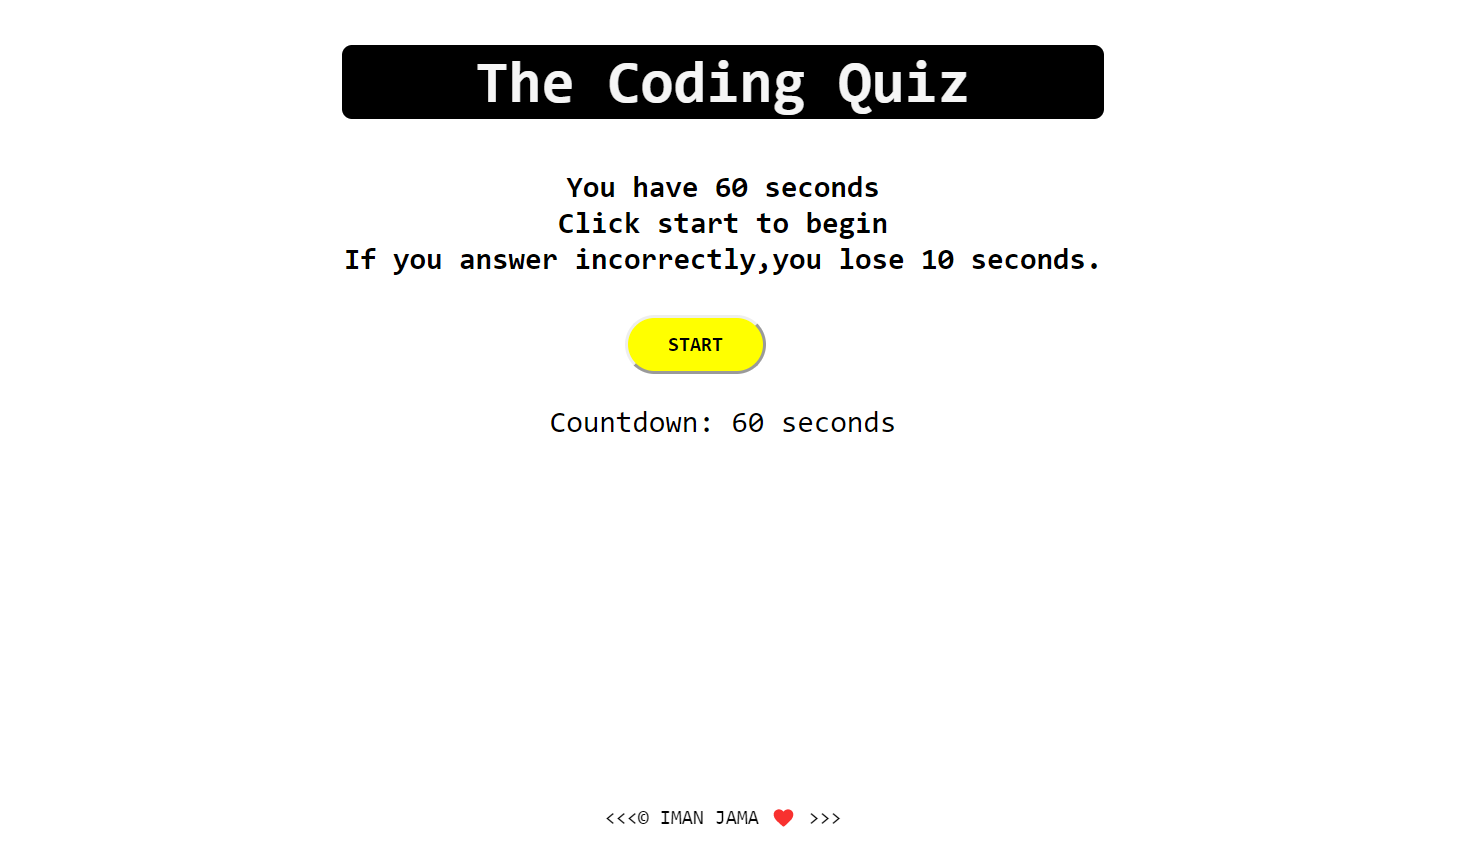 The Coding Quiz
You have 60 seconds
Click start to begin
If you answer incorrectly,you lose 10 seconds.
START
Countdown: 60 seconds
<<<© IMAN JAMA ❤ >>>